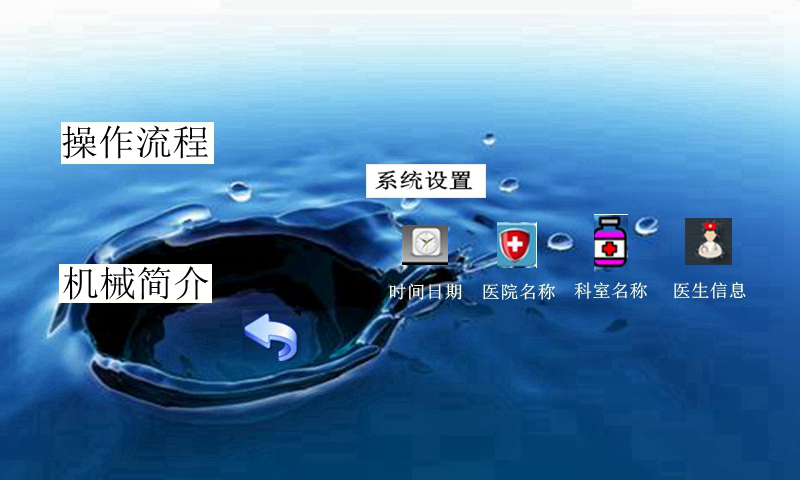 操作流程
系统设置
机械简介
时间日期
医院名称
科室名称
医生信息